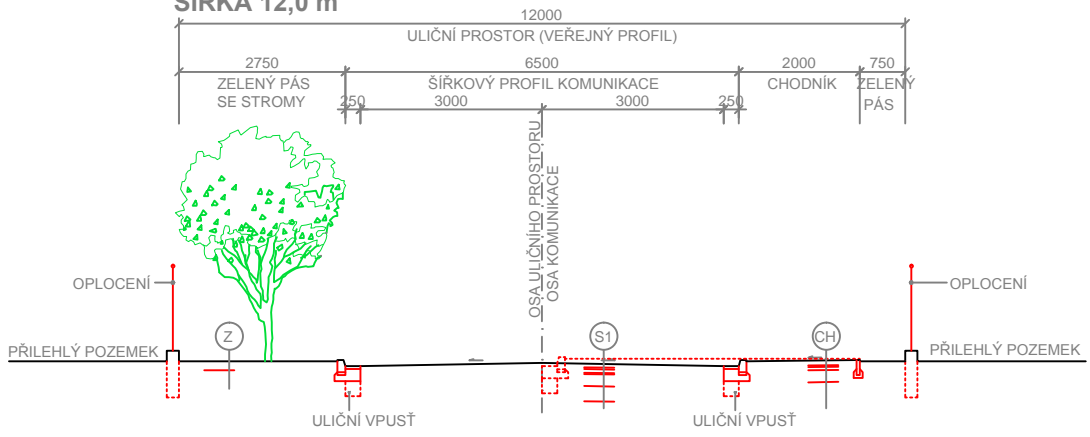 ŠÍŘKA 12,0 m
12000
ULIČNÍ PROSTOR (VEŘEJNÝ PROFIL)
2750
6500
2000
750
ZELENÝ PÁS
SE STROMY
ŠÍŘKOVÝ PROFIL KOMUNIKACE
CHODNÍK
ZELENÝ
PÁS
250
3000
3000
250
OSA ULIČNÍHO PROSTORU
OSA KOMUNIKACE
OPLOCENÍ
OPLOCENÍ
Z
S1
CH
PŘILEHLÝ POZEMEK
PŘILEHLÝ POZEMEK
ULIČNÍ VPUSŤ
ULIČNÍ VPUSŤ